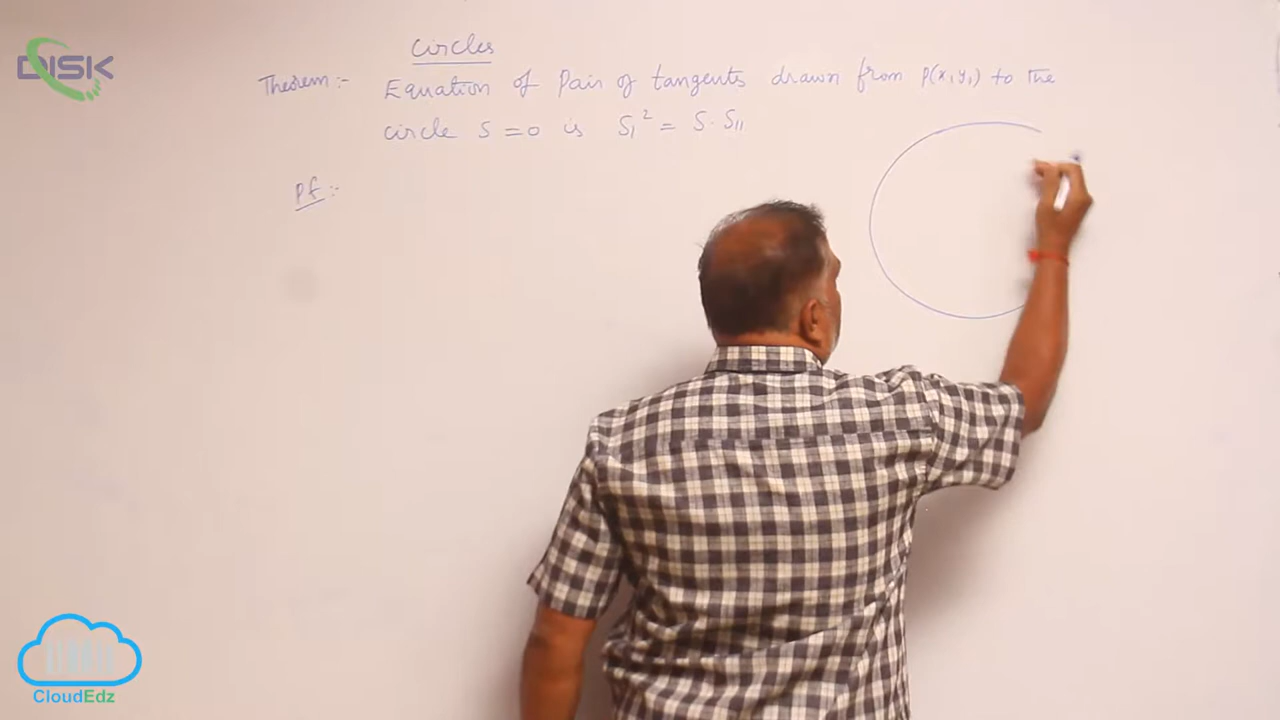 DISK
Circles
Theorem:- Equation of Pair of tangents drawn from P(x₁y₁) to the
circle S=0 is S₁² = S·S₁₁
Pf:-
CloudEdz